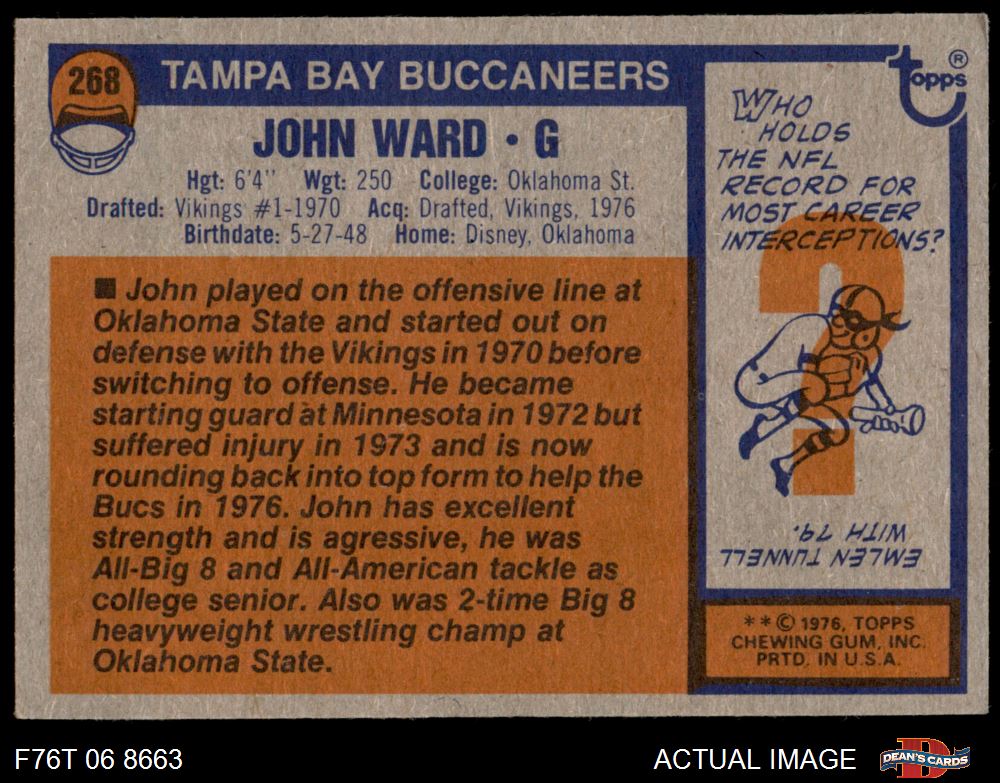 268
TAMPA BAY BUCCANEERS
JOHN WARD • G
Hgt: 6'4" Wgt: 250 College: Oklahoma St.
Drafted: Vikings #1-1970 Acq: Drafted, Vikings, 1976
Birthdate: 5-27-48 Home: Disney, Oklahoma
■ John played on the offensive line at
Oklahoma State and started out on
defense with the Vikings in 1970 before
switching to offense. He became
starting guard at Minnesota in 1972 but
suffered injury in 1973 and is now
rounding back into top form to help the
Bucs in 1976. John has excellent
strength and is agressive, he was
All-Big 8 and All-American tackle as
college senior. Also was 2-time Big 8
heavyweight wrestling champ at
Oklahoma State.
Topps ®
WHO
HOLDS
THE NFL
RECORD FOR
MOST CAREER
INTERCEPTIONS?
?
EMLEN TUNNELL
WITH 79.
** © 1976, TOPPS
CHEWING GUM, INC.
PRTD. IN U.S.A.
F76T 06 8663
ACTUAL IMAGE
DEAN'S CARDS